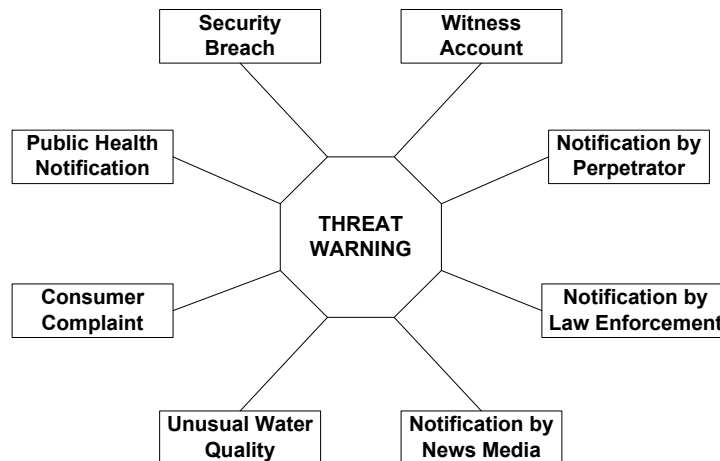 Security
Breach
Witness
Account
Public Health
Notification
Notification by
Perpetrator
THREAT
WARNING
Consumer
Complaint
Notification by
Law Enforcement
Unusual Water
Quality
Notification by
News Media